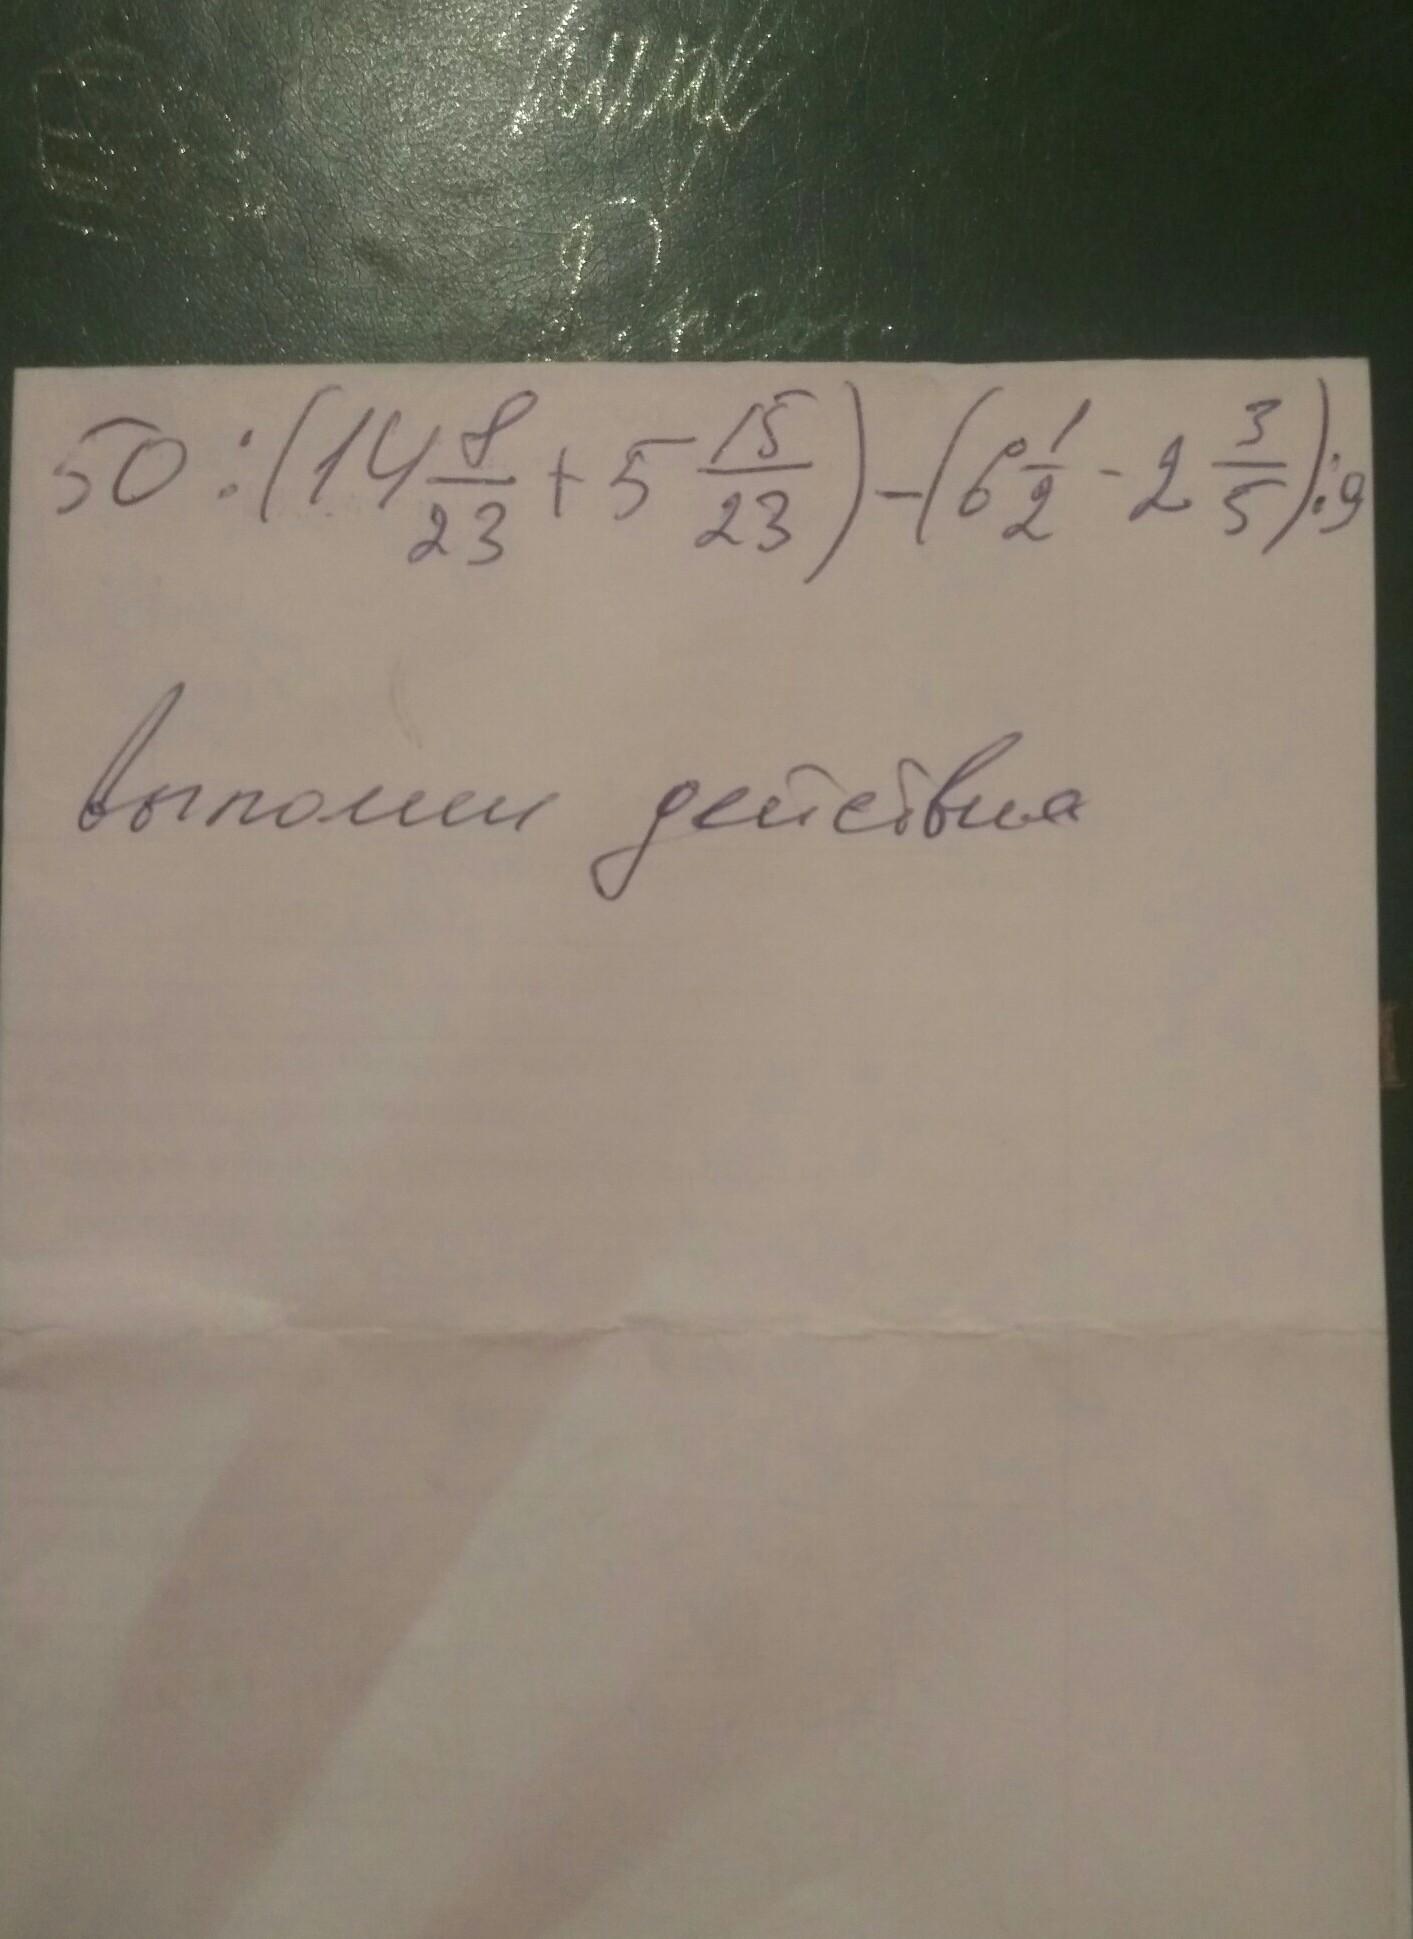 50 : (14 8/23 + 5 15/23) - (6 1/2 - 2 3/5) : 9
выполни действия